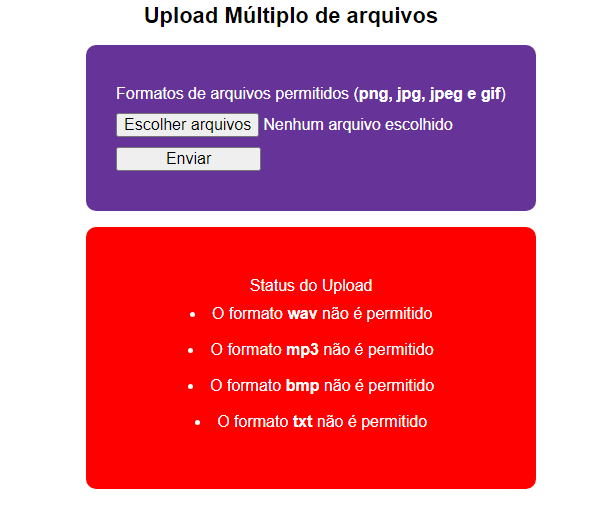 Upload Múltiplo de arquivos
Formatos de arquivos permitidos (png, jpg, jpeg e gif)
Escolher arquivos Nenhum arquivo escolhido
Enviar
Status do Upload
• O formato wav não é permitido
• O formato mp3 não é permitido
• O formato bmp não é permitido
• O formato txt não é permitido